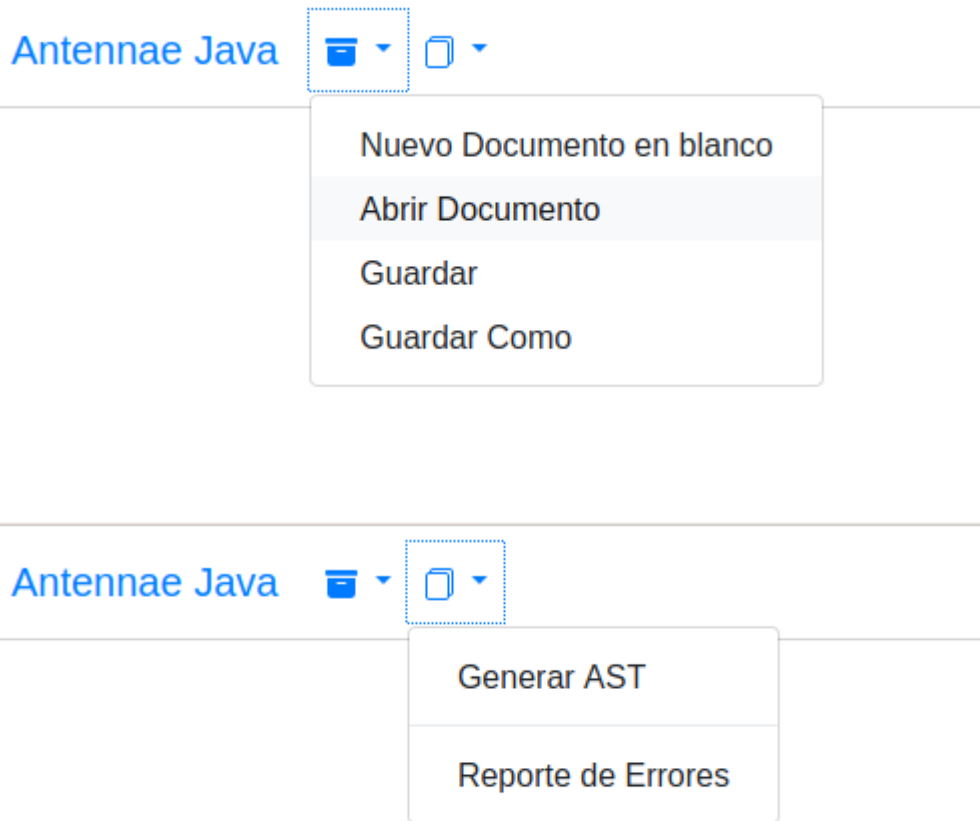 Antennae Java
Nuevo Documento en blanco
Abrir Documento
Guardar
Guardar Como
Antennae Java
Generar AST
Reporte de Errores